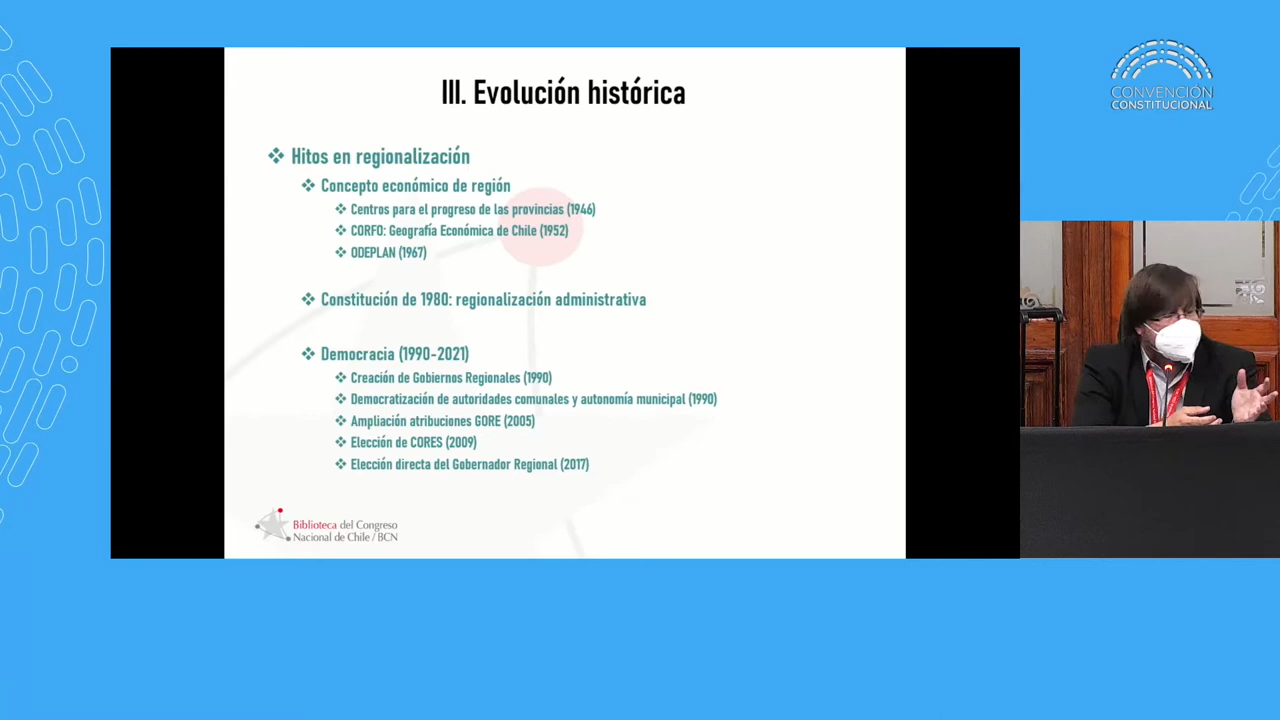 III. Evolución histórica
❖ Hitos en regionalización
❖ Concepto económico de región
❖ Centros para el progreso de las provincias (1946)
❖ CORFO: Geografía Económica de Chile (1952)
❖ ODEPLAN (1967)
❖ Constitución de 1980: regionalización administrativa
❖ Democracia (1990-2021)
❖ Creación de Gobiernos Regionales (1990)
❖ Democratización de autoridades comunales y autonomía municipal (1990)
❖ Ampliación atribuciones GORE (2005)
❖ Elección de CORES (2009)
❖ Elección directa del Gobernador Regional (2017)
Biblioteca del Congreso
Nacional de Chile / BCN
CONVENCIÓN
CONSTITUCIONAL